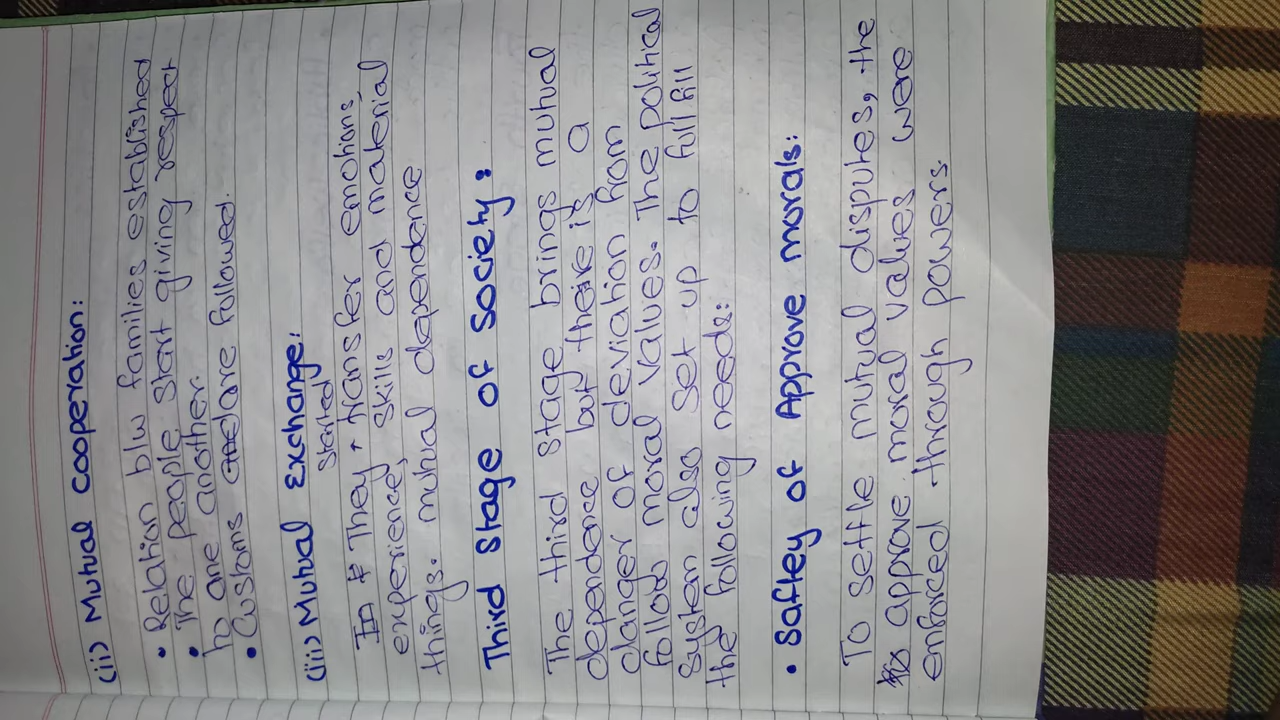 (ii) Mutual cooperation:
• Relation b/w families established
• The people start giving respect
to one another.
• Customs are followed.
(iii) Mutual Exchange:
started
They transfer emotions,
experience, skills and material
things. mutual dependence
Third Stage of Society:
The third stage brings mutual
dependence but there is a
danger of deviation from
follow moral values. The political
system also set up to full fill
the following needs:
• Saftey of Approve morals:
To settle mutual disputes, the
approve moral values were
enforced through powers.